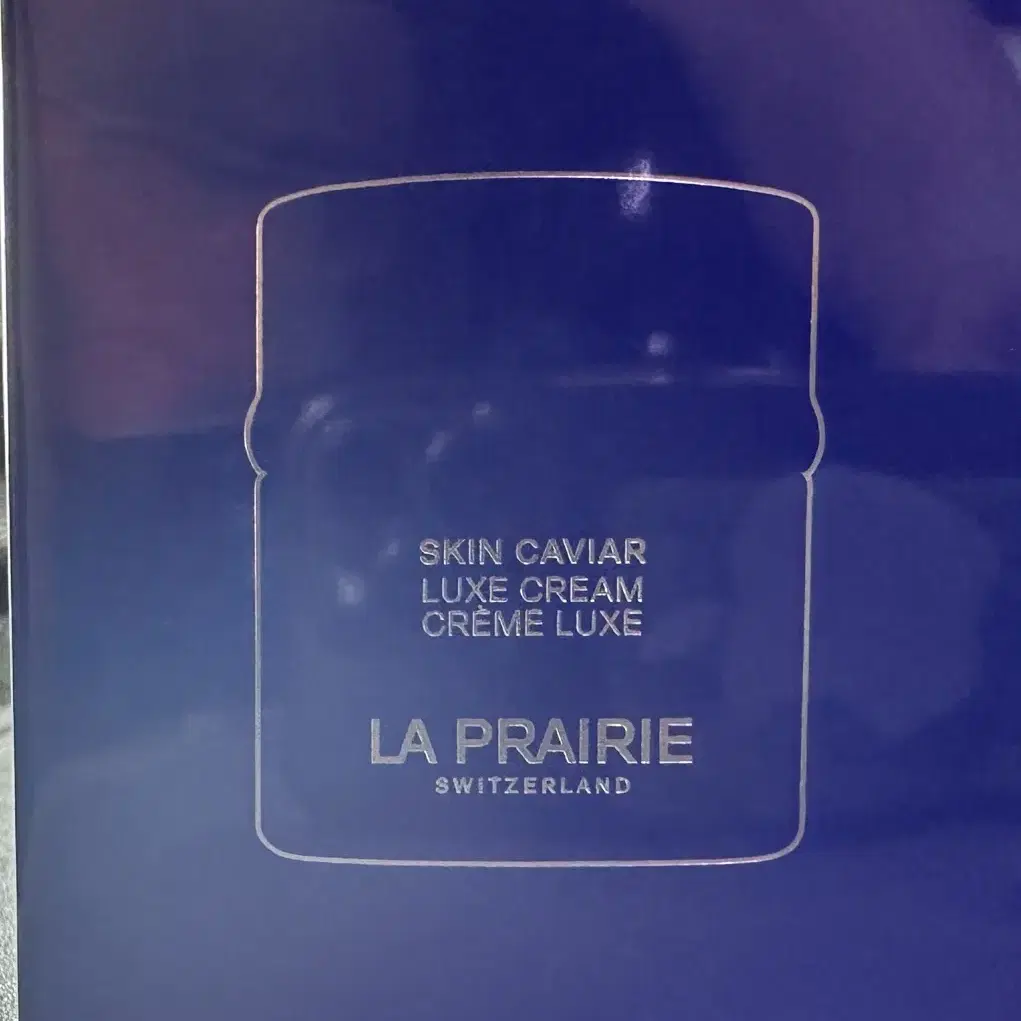 SKIN CAVIAR
LUXE CREAM
CRÈME LUXE
LA PRAIRIE
SWITZERLAND